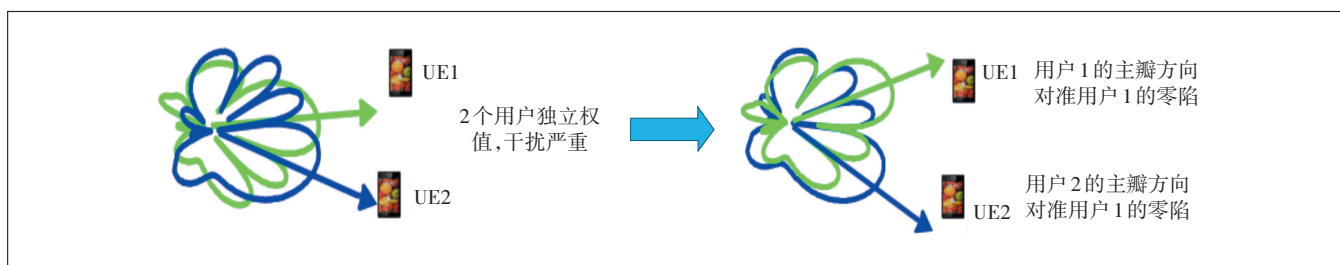 UE1
2个用户独立权
值,干扰严重
UE2
UE1
用户1的主瓣方向
对准用户1的零陷
用户2的主瓣方向
对准用户1的零陷
UE2